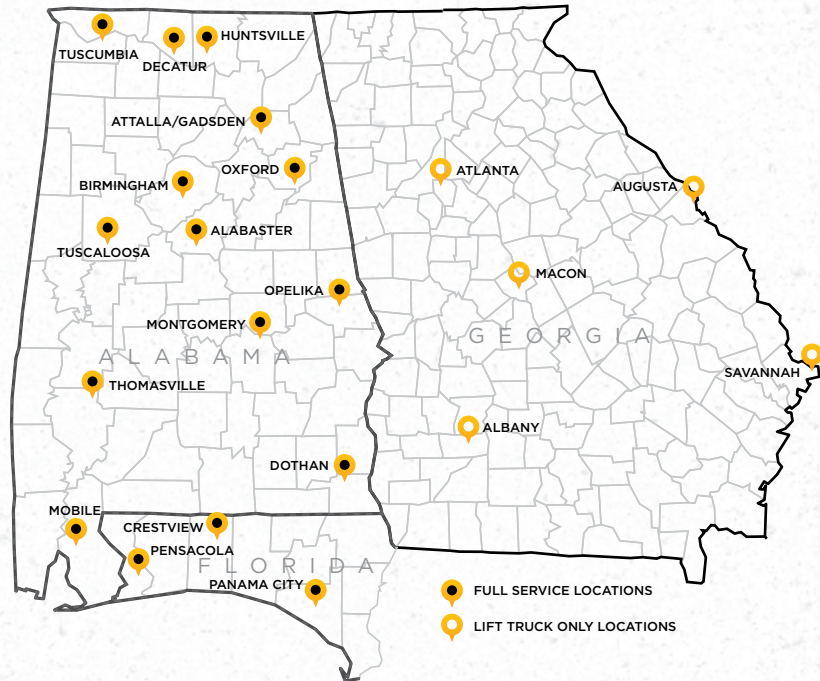 HUNTSVILLE
TUSCUMBIA
DECATUR
ATTALLA/GADSDEN
OXFORD
ATLANTA
BIRMINGHAM
AUGUSTA
ALABASTER
TUSCALOOSA
MACON
OPELIKA
MONTGOMERY
GEORGIA
ALABAMA
SAVANNAH
THOMASVILLE
ALBANY
DOTHAN
MOBILE
CRESTVIEW
PENSACOLA
FLORIDA
PANAMA CITY
FULL SERVICE LOCATIONS
LIFT TRUCK ONLY LOCATIONS